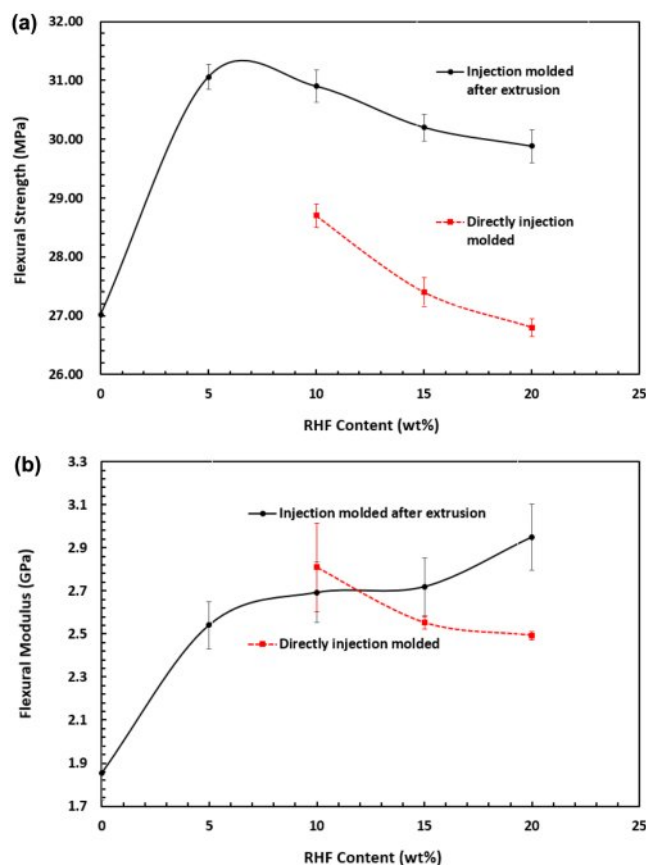 (a)
32.00
31.00
30.00
29.00
28.00
27.00
26.00
Flexural Strength (MPa)
Injection molded
after extrusion
Directly injection
molded
0 5 10 15 20 25
RHF Content (wt%)
(b)
3.3
3.1
2.9
2.7
2.5
2.3
2.1
1.9
1.7
Flexural Modulus (GPa)
Injection molded after extrusion
Directly injection molded
0 5 10 15 20 25
RHF Content (wt%)